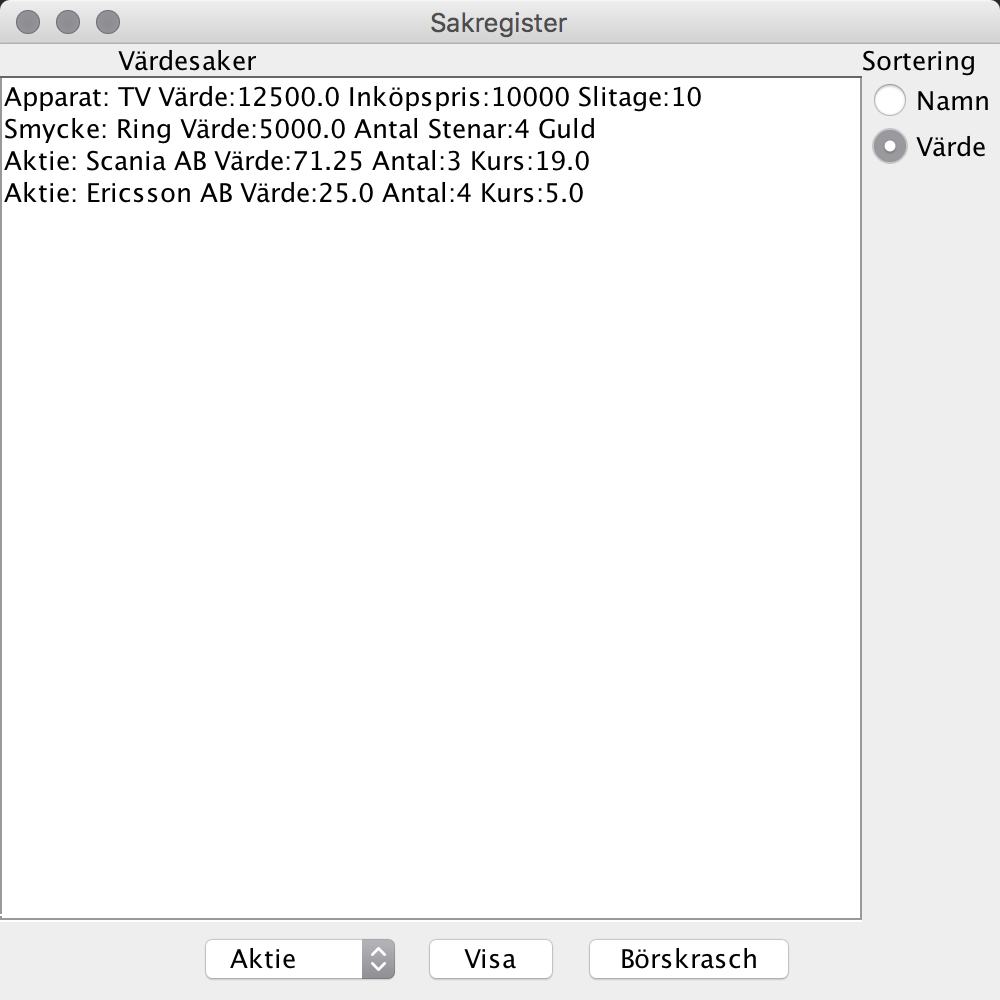 Sakregister
Värdesaker
Sortering
Apparat: TV Värde:12500.0 Inköpspris:10000 Slitage:10
Smycke: Ring Värde:5000.0 Antal Stenar:4 Guld
Aktie: Scania AB Värde:71.25 Antal:3 Kurs:19.0
Aktie: Ericsson AB Värde:25.0 Antal:4 Kurs:5.0
Namn
Värde
Aktie
Visa
Börskrasch